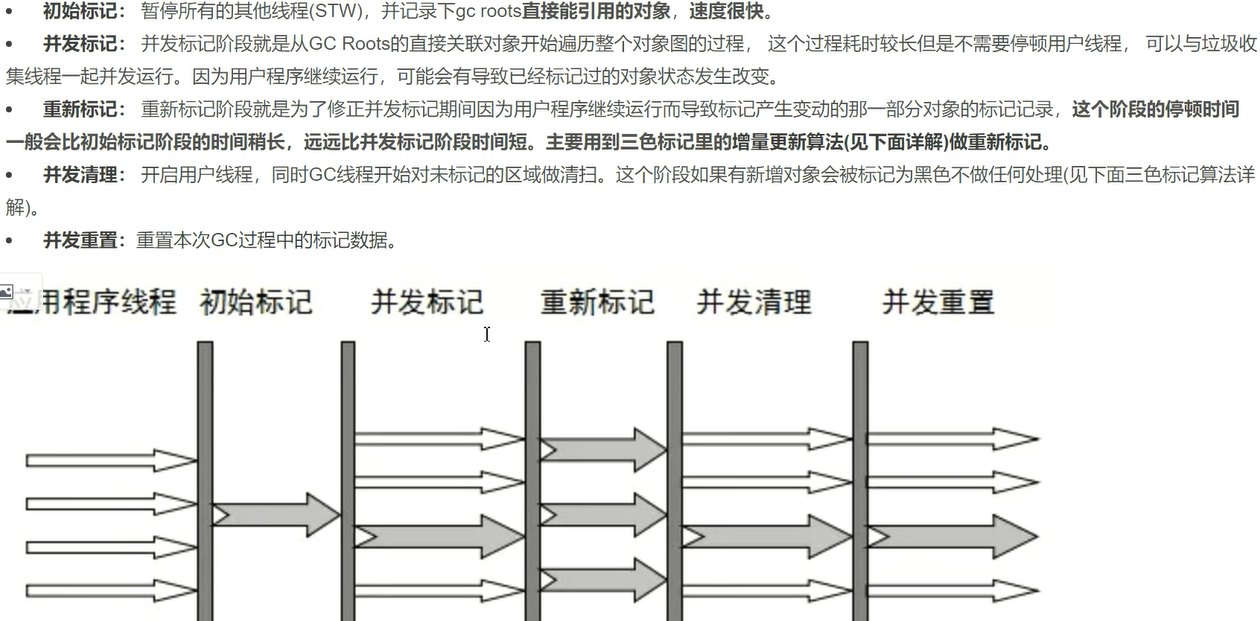 • 初始标记： 暂停所有的其他线程(STW)，并记录下gc roots直接能引用的对象，速度很快。
• 并发标记： 并发标记阶段就是从GC Roots的直接关联对象开始遍历整个对象图的过程， 这个过程耗时较长但是不需要停顿用户线程， 可以与垃圾收
集线程一起并发运行。因为用户程序继续运行，可能会有导致已经标记过的对象状态发生改变。
• 重新标记： 重新标记阶段就是为了修正并发标记期间因为用户程序继续运行而导致标记产生变动的那一部分对象的标记记录，这个阶段的停顿时间
一般会比初始标记阶段的时间稍长，远远比并发标记阶段时间短。主要用到三色标记里的增量更新算法(见下面详解)做重新标记。
• 并发清理： 开启用户线程，同时GC线程开始对未标记的区域做清扫。这个阶段如果有新增对象会被标记为黑色不做任何处理(见下面三色标记算法详
解)。
• 并发重置：重置本次GC过程中的标记数据。
应用程序线程 初始标记 并发标记 重新标记 并发清理 并发重置